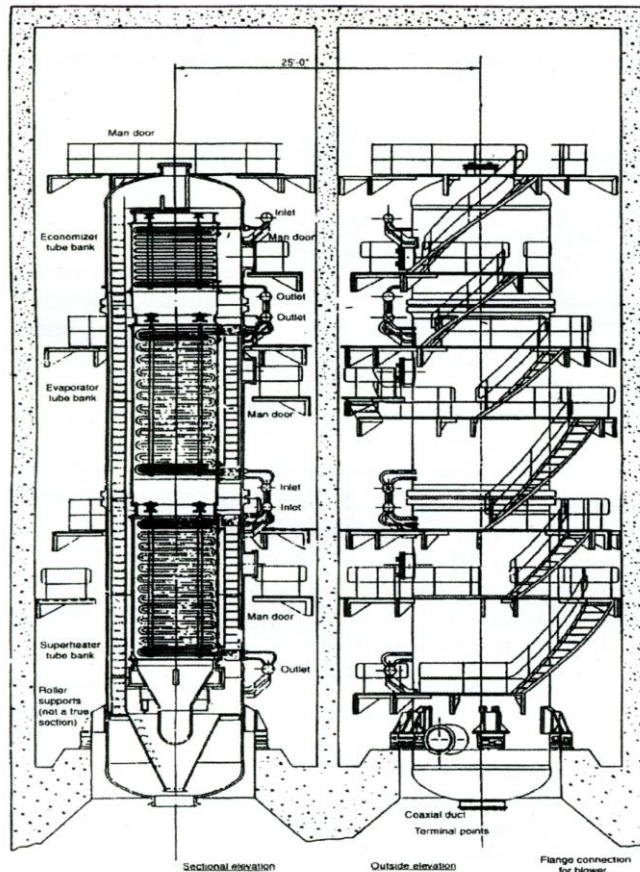 25'-0"
Man door
Inlet
Economizer
tube bank
Man door
Outlet
Outlet
Evaporator
tube bank
Man door
Inlet
Inlet
Man door
Superheater
tube bank
Outlet
Roller
supports
(not a true
section)
Coaxial duct
Terminal points
Sectional elevation
Outside elevation
Flange connection
for blower